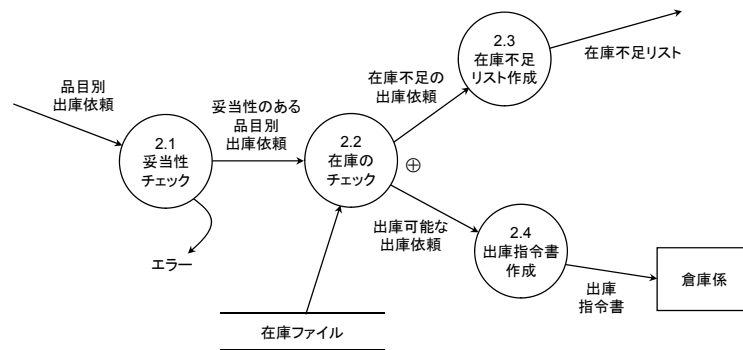 品目別
出庫依頼
2.1
妥当性
チェック
エラー
妥当性のある
品目別
出庫依頼
2.2
在庫の
チェック
在庫ファイル
⊕
在庫不足の
出庫依頼
2.3
在庫不足
リスト作成
在庫不足リスト
出庫可能な
出庫依頼
2.4
出庫指令書
作成
出庫
指令書
倉庫係